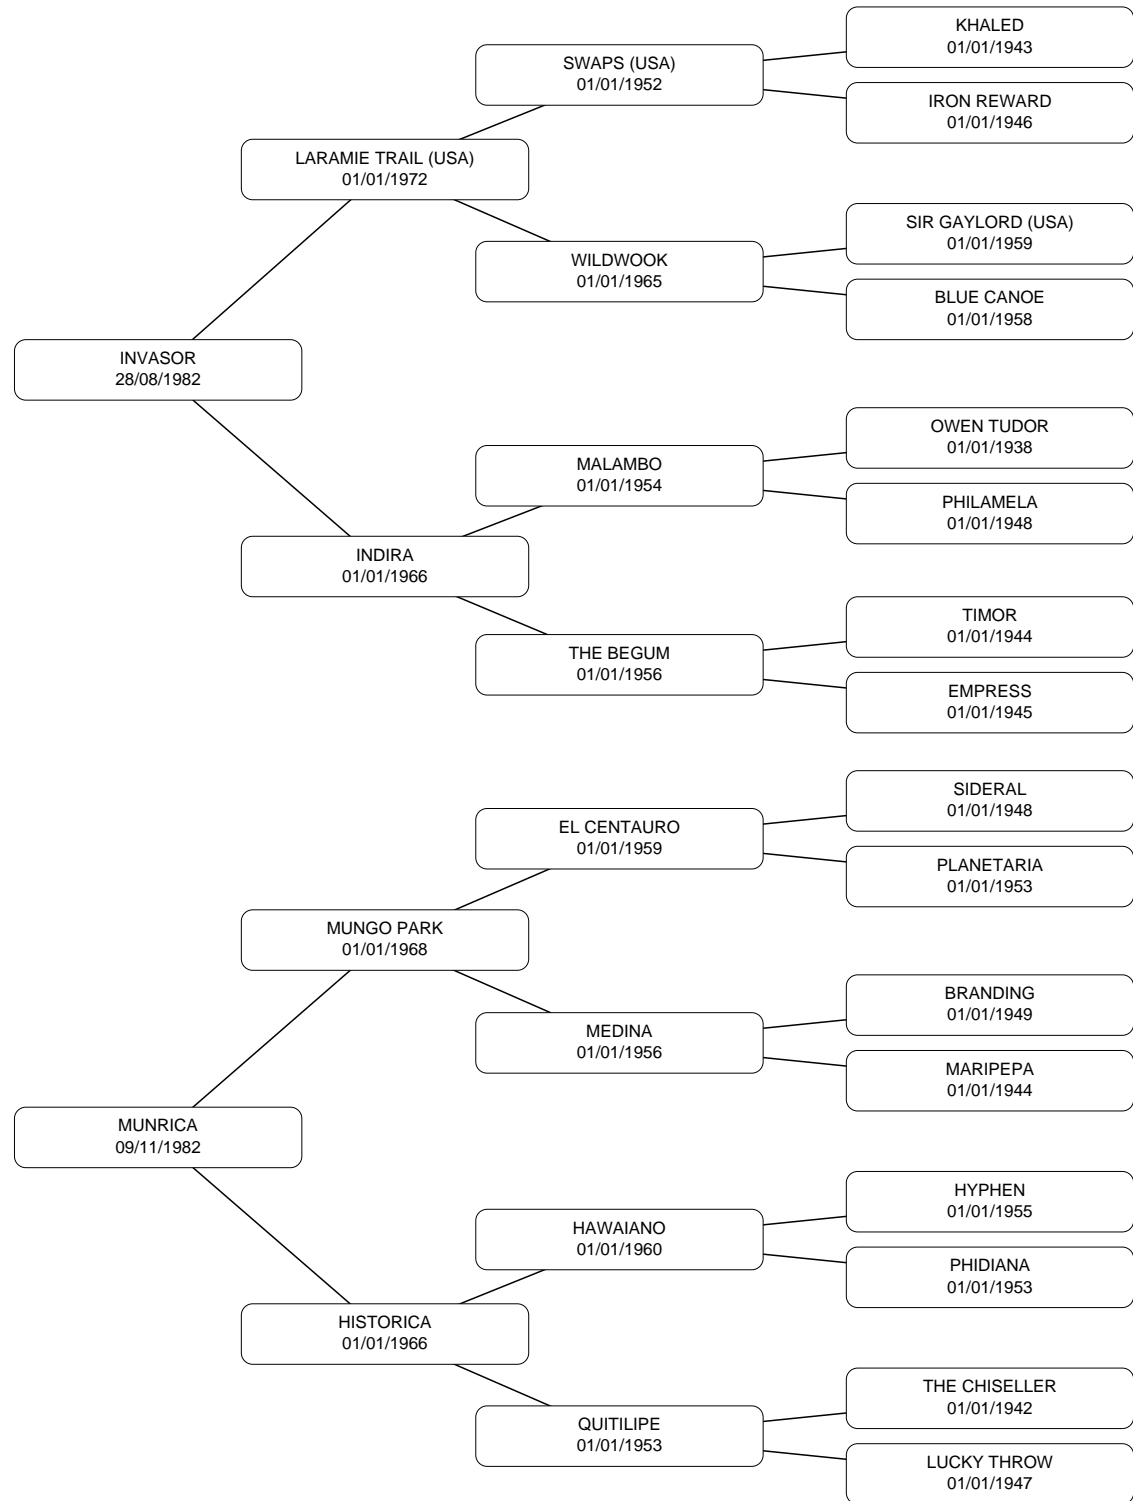 KHALED
01/01/1943
SWAPS (USA)
01/01/1952
IRON REWARD
01/01/1946
LARAMIE TRAIL (USA)
01/01/1972
SIR GAYLORD (USA)
01/01/1959
WILDWOOK
01/01/1965
BLUE CANOE
01/01/1958
INVASOR
28/08/1982
OWEN TUDOR
01/01/1938
MALAMBO
01/01/1954
PHILAMELA
01/01/1948
INDIRA
01/01/1966
TIMOR
01/01/1944
THE BEGUM
01/01/1956
EMPRESS
01/01/1945
SIDERAL
01/01/1948
EL CENTAURO
01/01/1959
PLANETARIA
01/01/1953
MUNGO PARK
01/01/1968
BRANDING
01/01/1949
MEDINA
01/01/1956
MARIPEPA
01/01/1944
MUNRICA
09/11/1982
HYPHEN
01/01/1955
HAWAIANO
01/01/1960
PHIDIANA
01/01/1953
HISTORICA
01/01/1966
THE CHISELLER
01/01/1942
QUITILIPE
01/01/1953
LUCKY THROW
01/01/1947